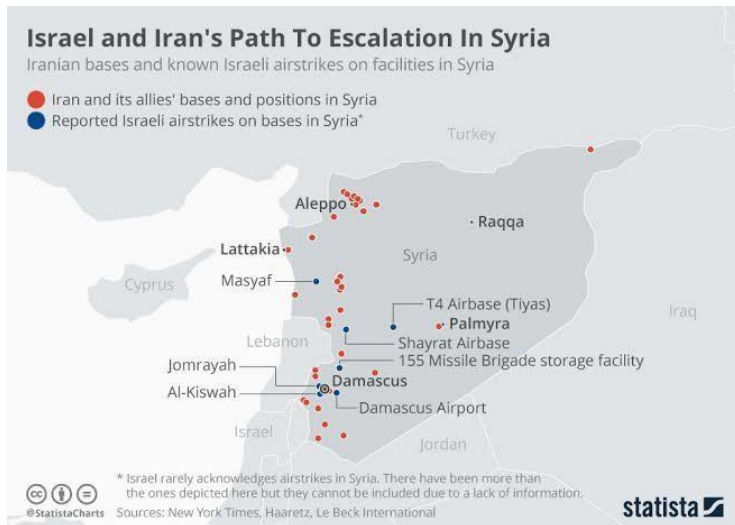 Israel and Iran's Path To Escalation In Syria
Iranian bases and known Israeli airstrikes on facilities in Syria
Iran and its allies' bases and positions in Syria
Reported Israeli airstrikes on bases in Syria*
Turkey
Aleppo
Raqqa
Lattakia
Syria
Masyaf
Cyprus
T4 Airbase (Tiyas)
Iraq
Palmyra
Lebanon
Shayrat Airbase
155 Missile Brigade storage facility
Jomrayah
Damascus
Al-Kiswah
Damascus Airport
Israel
Jordan
* Israel rarely acknowledges airstrikes in Syria. There have been more than
the ones depicted here but they cannot be included due to a lack of information.
cc
@StatistaCharts Sources: New York Times, Haaretz, Le Beck International
statista